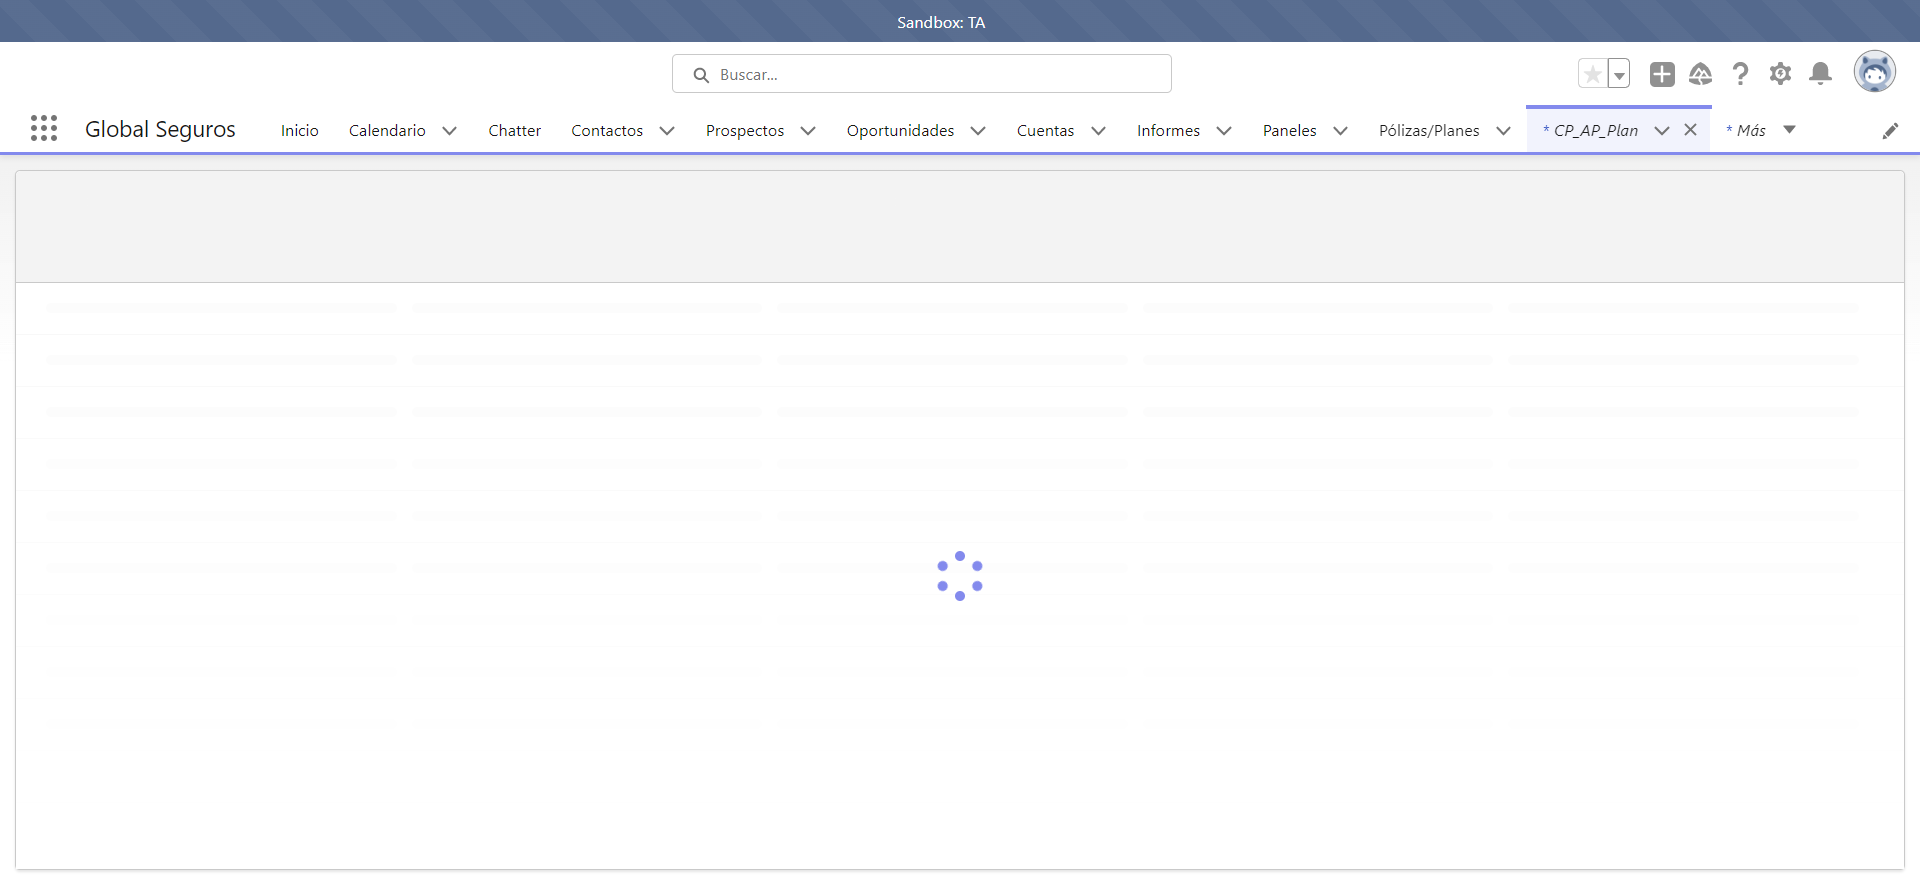 Sandbox: TA
Buscar...
Global Seguros
Inicio
Calendario
Chatter
Contactos
Prospectos
Oportunidades
Cuentas
Informes
Paneles
Pólizas/Planes
* CP_AP_Plan
* Más